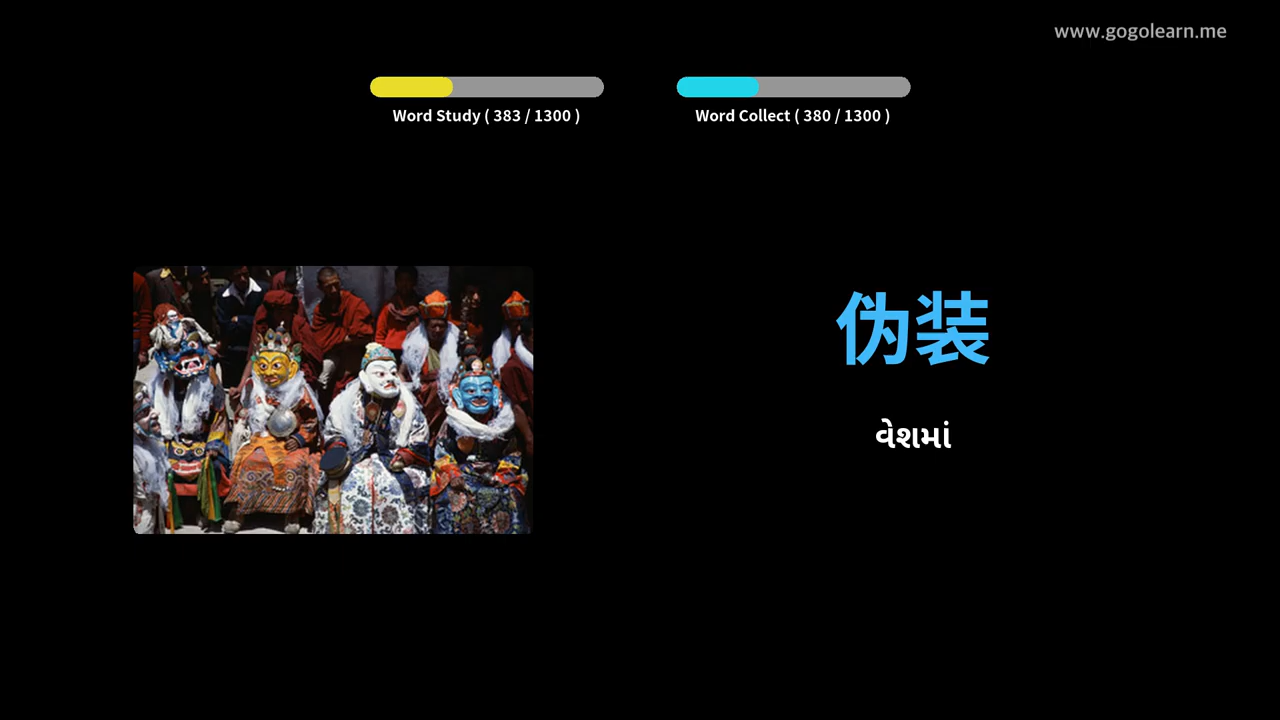 www.gogolearn.me
Word Study ( 383 / 1300 )
Word Collect ( 380 / 1300 )
伪装
વેશમાં